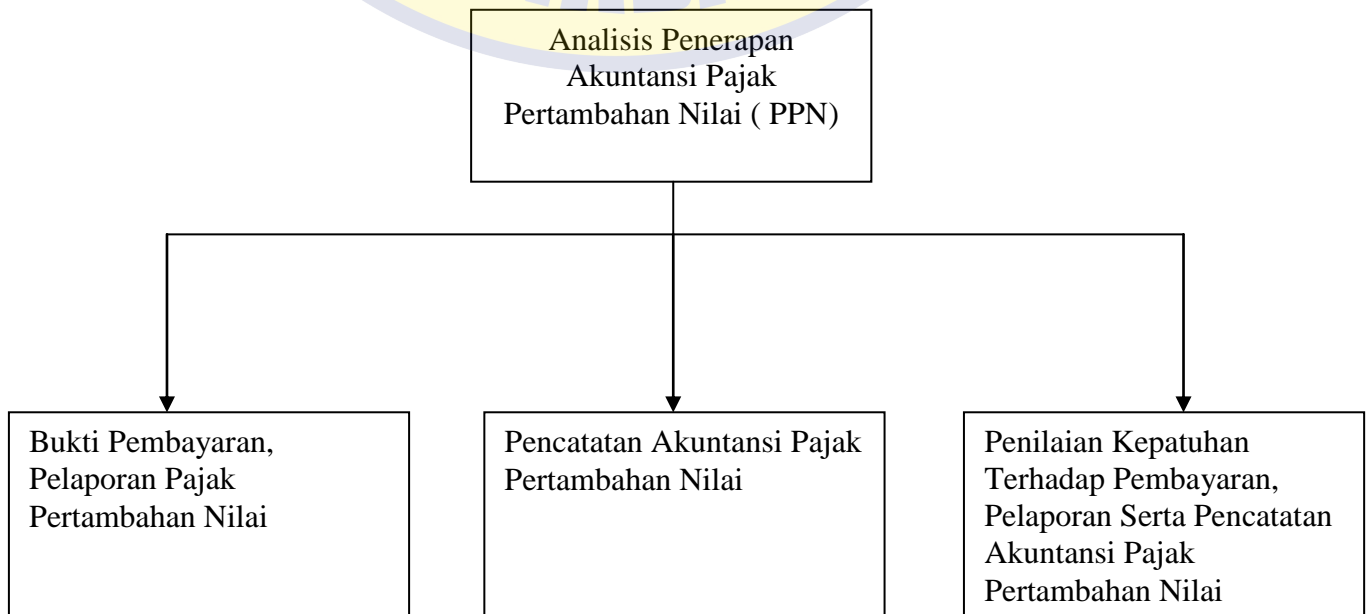 Analisis Penerapan
Akuntansi Pajak
Pertambahan Nilai ( PPN)
Bukti Pembayaran,
Pelaporan Pajak
Pertambahan Nilai
Pencatatan Akuntansi Pajak
Pertambahan Nilai
Penilaian Kepatuhan
Terhadap Pembayaran,
Pelaporan Serta Pencatatan
Akuntansi Pajak
Pertambahan Nilai